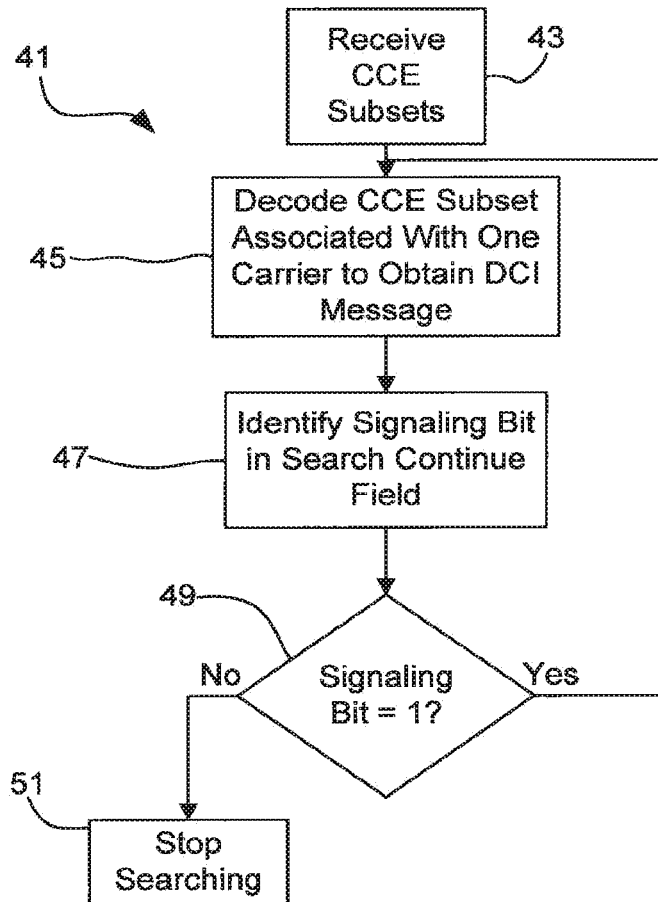 41
Receive
CCE
Subsets
43
45
Decode CCE Subset
Associated With One
Carrier to Obtain DCI
Message
47
Identify Signaling Bit
in Search Continue
Field
49
No
Signaling
Bit = 1?
Yes
51
Stop
Searching